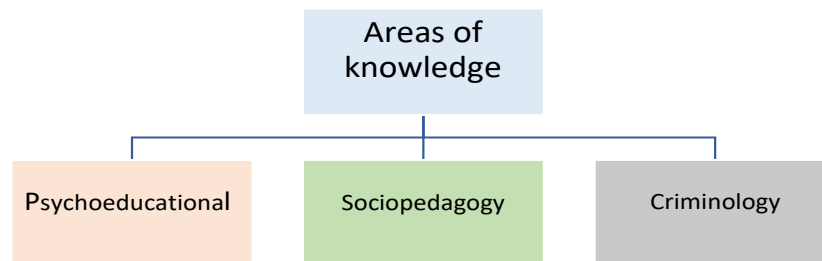 Areas of
knowledge
Psychoeducational
Sociopedagogy
Criminology